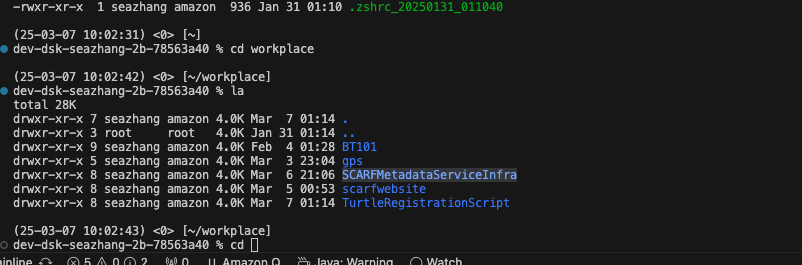 -rwxr-xr-x  1 seazhang amazon  936 Jan 31 01:10 .zshrc_20250131_011040
(25-03-07 10:02:31) <0> [~]
dev-dsk-seazhang-2b-78563a40 % cd workplace
(25-03-07 10:02:42) <0> [~/workplace]
dev-dsk-seazhang-2b-78563a40 % la
total 28K
drwxr-xr-x 7 seazhang amazon 4.0K Mar  7 01:14 .
drwxr-xr-x 3 root     root   4.0K Jan 31 01:14 ..
drwxr-xr-x 9 seazhang amazon 4.0K Feb  4 01:28 BT101
drwxr-xr-x 5 seazhang amazon 4.0K Mar  3 23:04 gps
drwxr-xr-x 8 seazhang amazon 4.0K Mar  6 21:06 SCARFMetadataServiceInfra
drwxr-xr-x 8 seazhang amazon 4.0K Mar  5 00:53 scarfwebsite
drwxr-xr-x 8 seazhang amazon 4.0K Mar  7 01:14 TurtleRegistrationScript
(25-03-07 10:02:43) <0> [~/workplace]
dev-dsk-seazhang-2b-78563a40 % cd
ainline 5 0 2 0 Amazon Q Java: Warning Watch